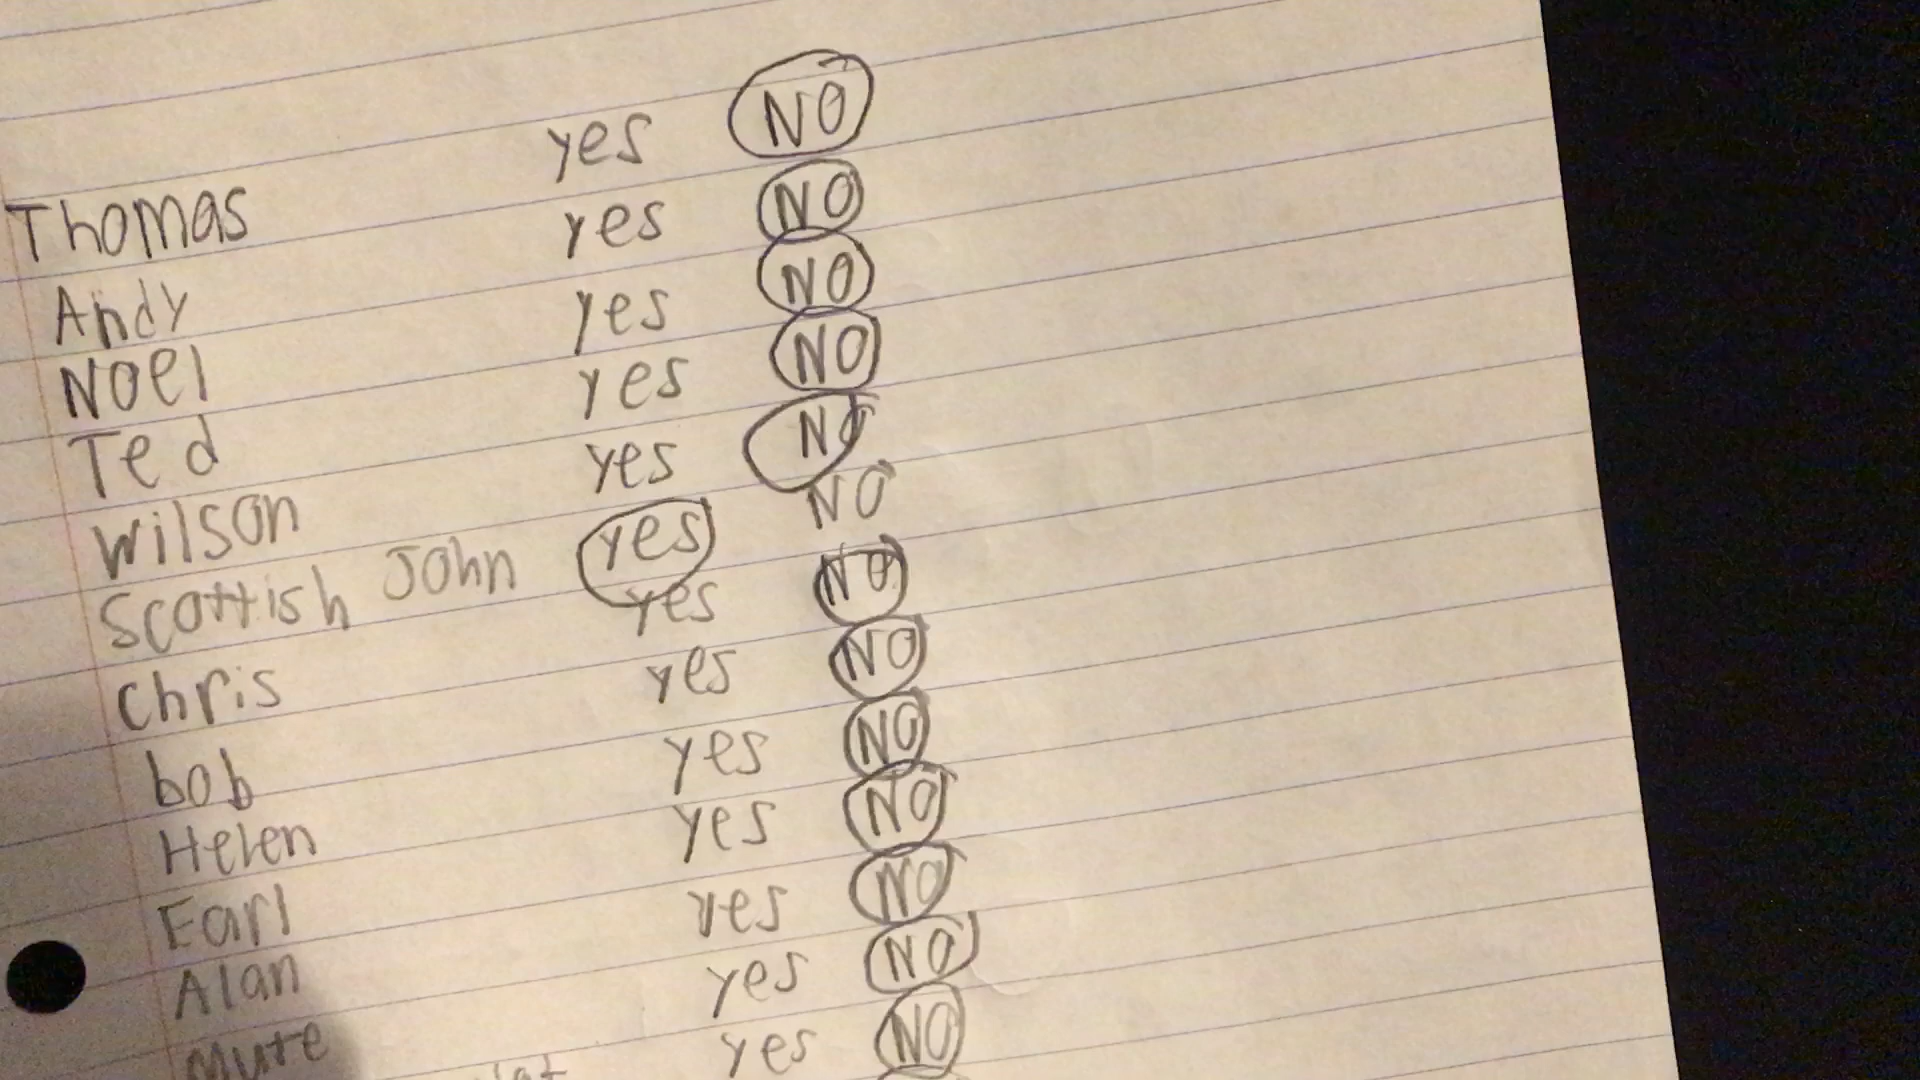 Thomas yes NO
Andy yes NO
Noel yes NO
Ted yes NO
Wilson yes NO
Scottish John yes NO
Chris yes NO
bob yes NO
Helen yes NO
Earl yes NO
Alan yes NO
Mute yes NO
yes NO